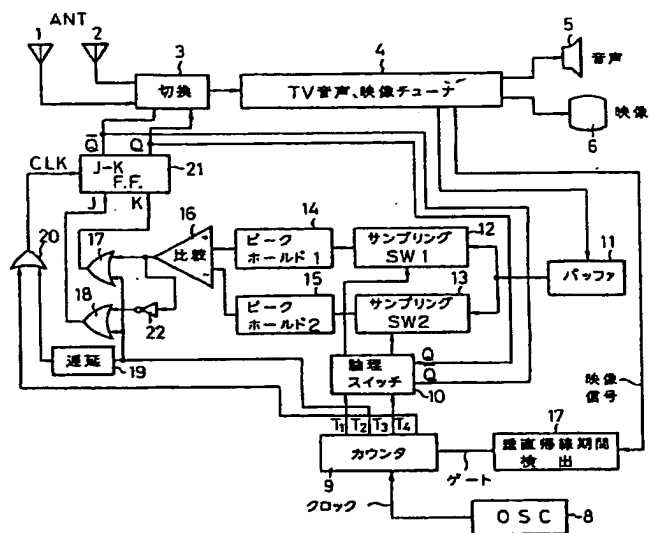 ANT
1
2
3
切換
4
TV音声、映像チューナ
5
音声
6
映像
Q̅
Q
CLK
J-K
F.F.
21
J
K
20
17
18
16
比較
+
-
22
遅延
19
14
ピーク
ホールド1
15
ピーク
ホールド2
12
サンプリング
SW1
13
サンプリング
SW2
11
バッファ
論理
スイッチ
10
Q
Q̅
T1
T2
T3
T4
カウンタ
9
クロック
ゲート
映像
信号
17
垂直帰線期間
検出
OSC
8